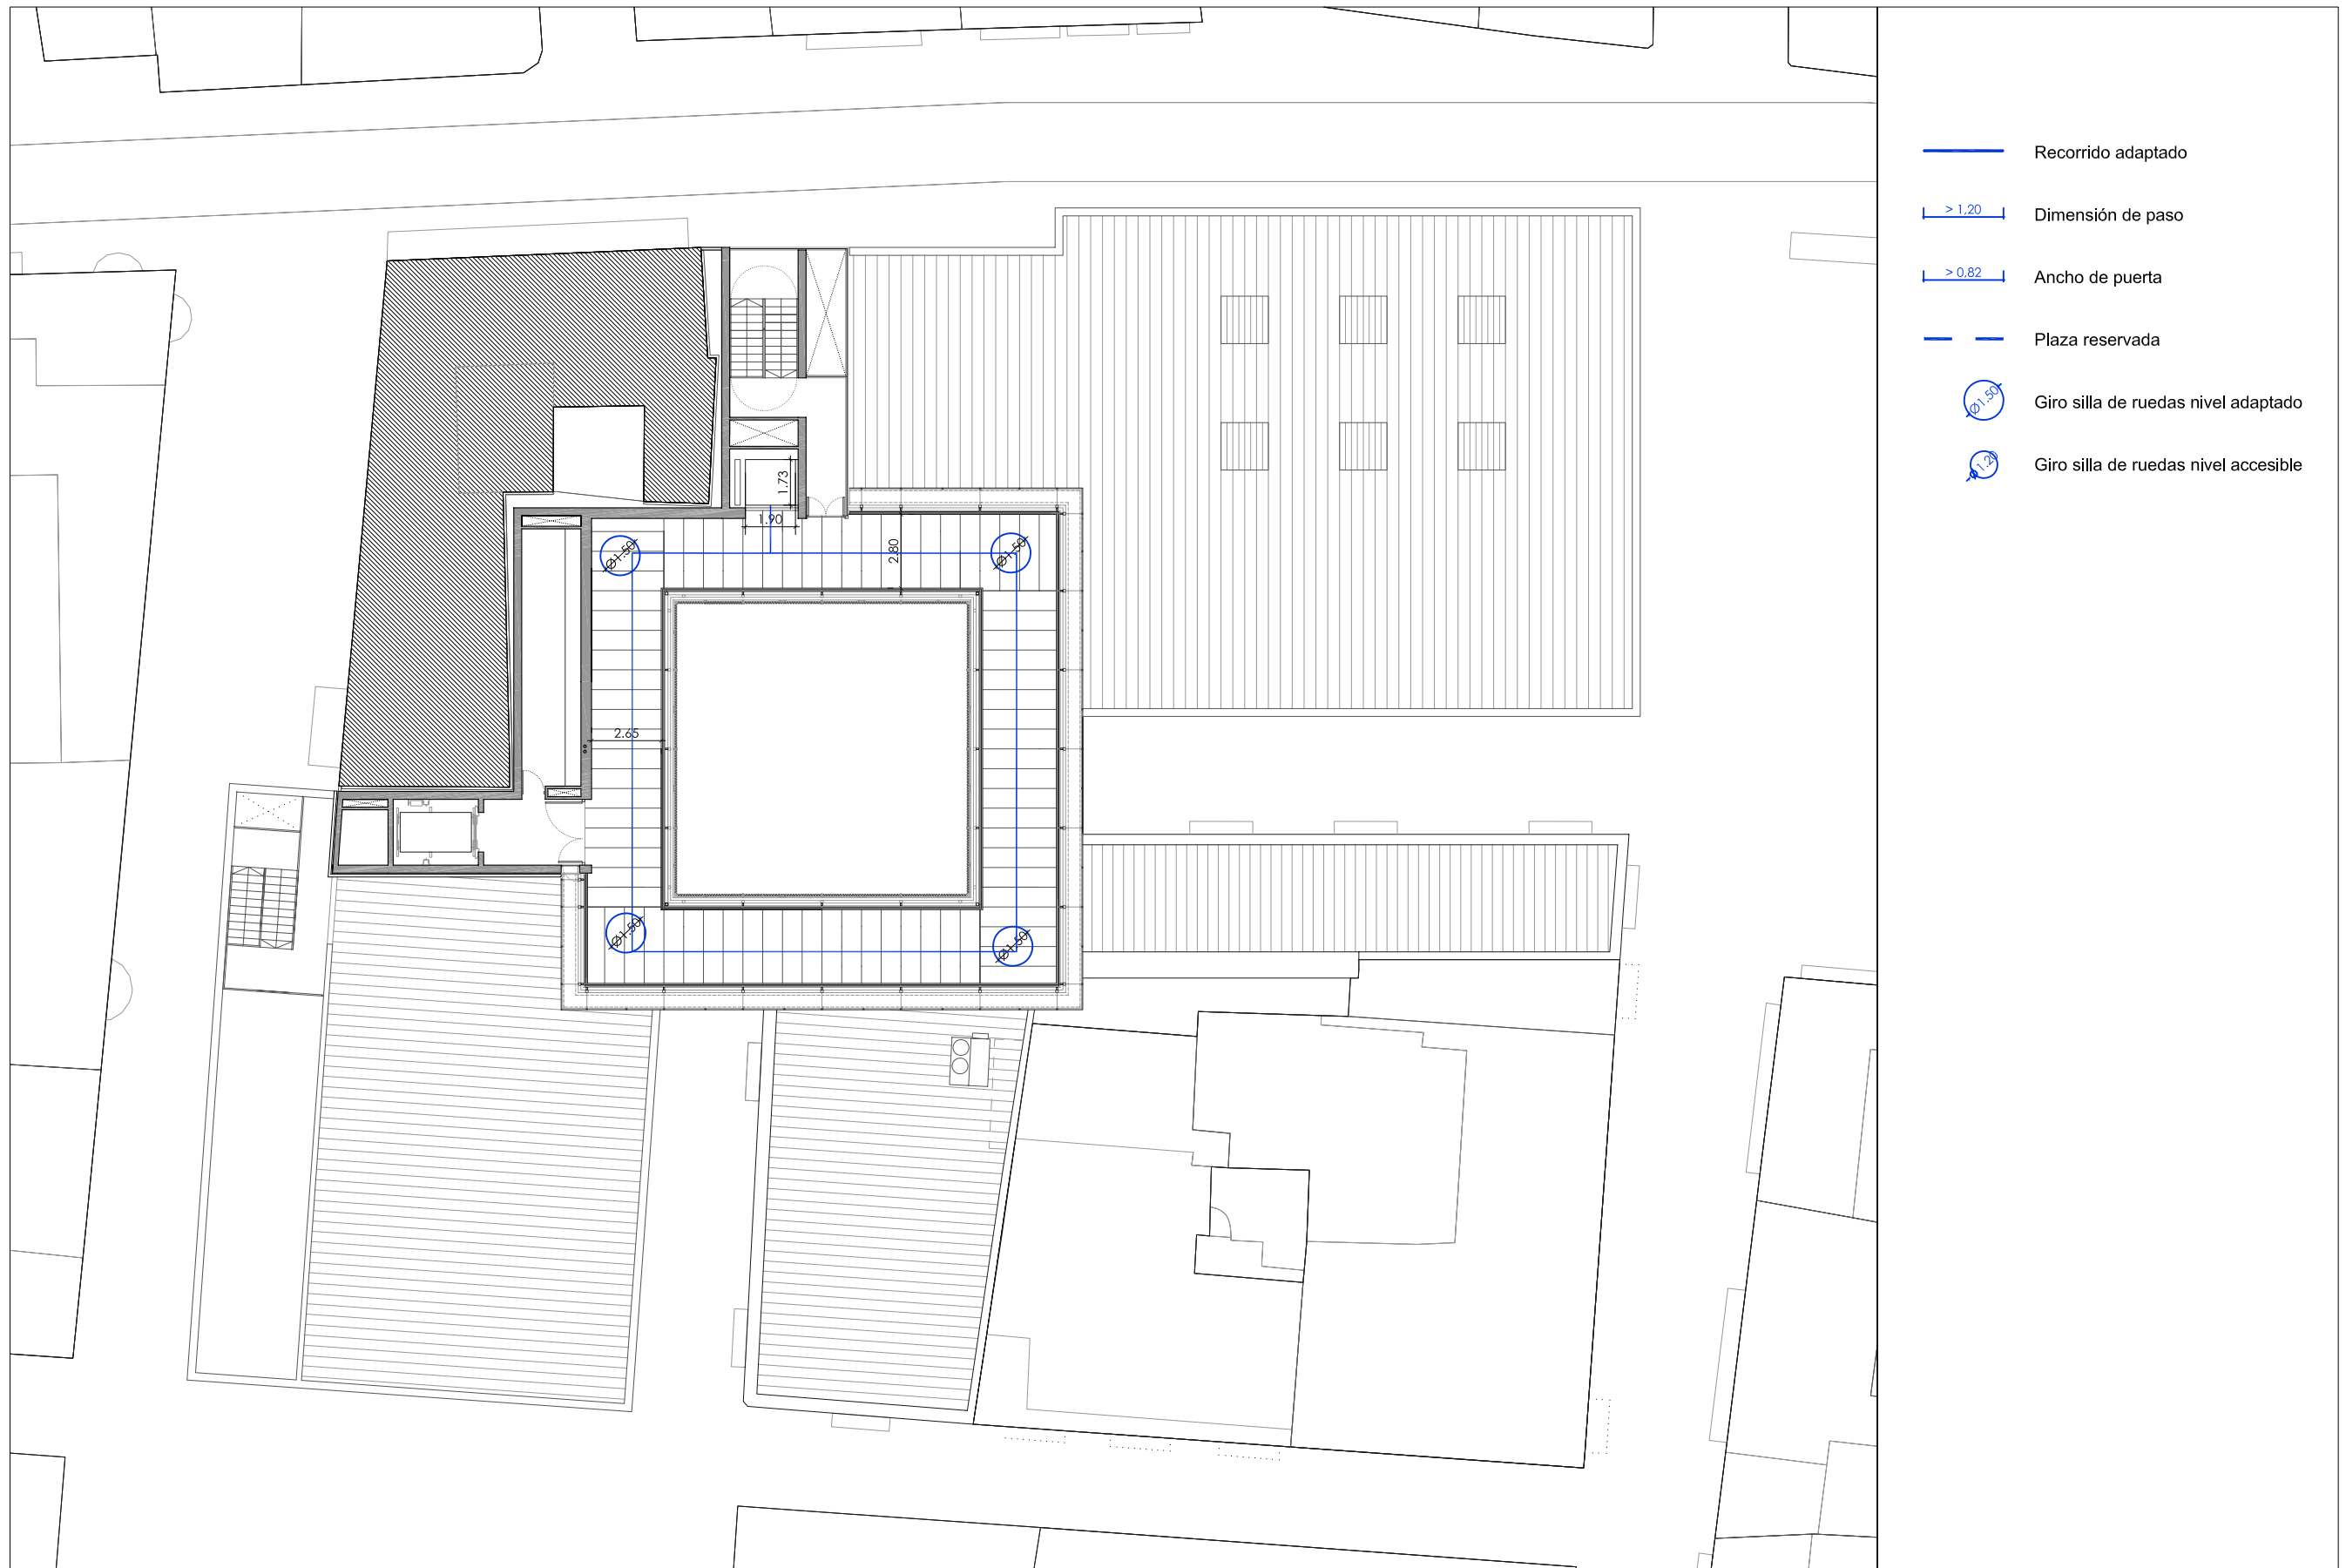 Recorrido adaptado
> 1,20 Dimensión de paso
> 0,82 Ancho de puerta
Plaza reservada
Ø1.50 Giro silla de ruedas nivel adaptado
1.20 Giro silla de ruedas nivel accesible
1.73
1.90
Ø1.50
2.80
Ø1.50
2.65
Ø1.50
Ø1.50